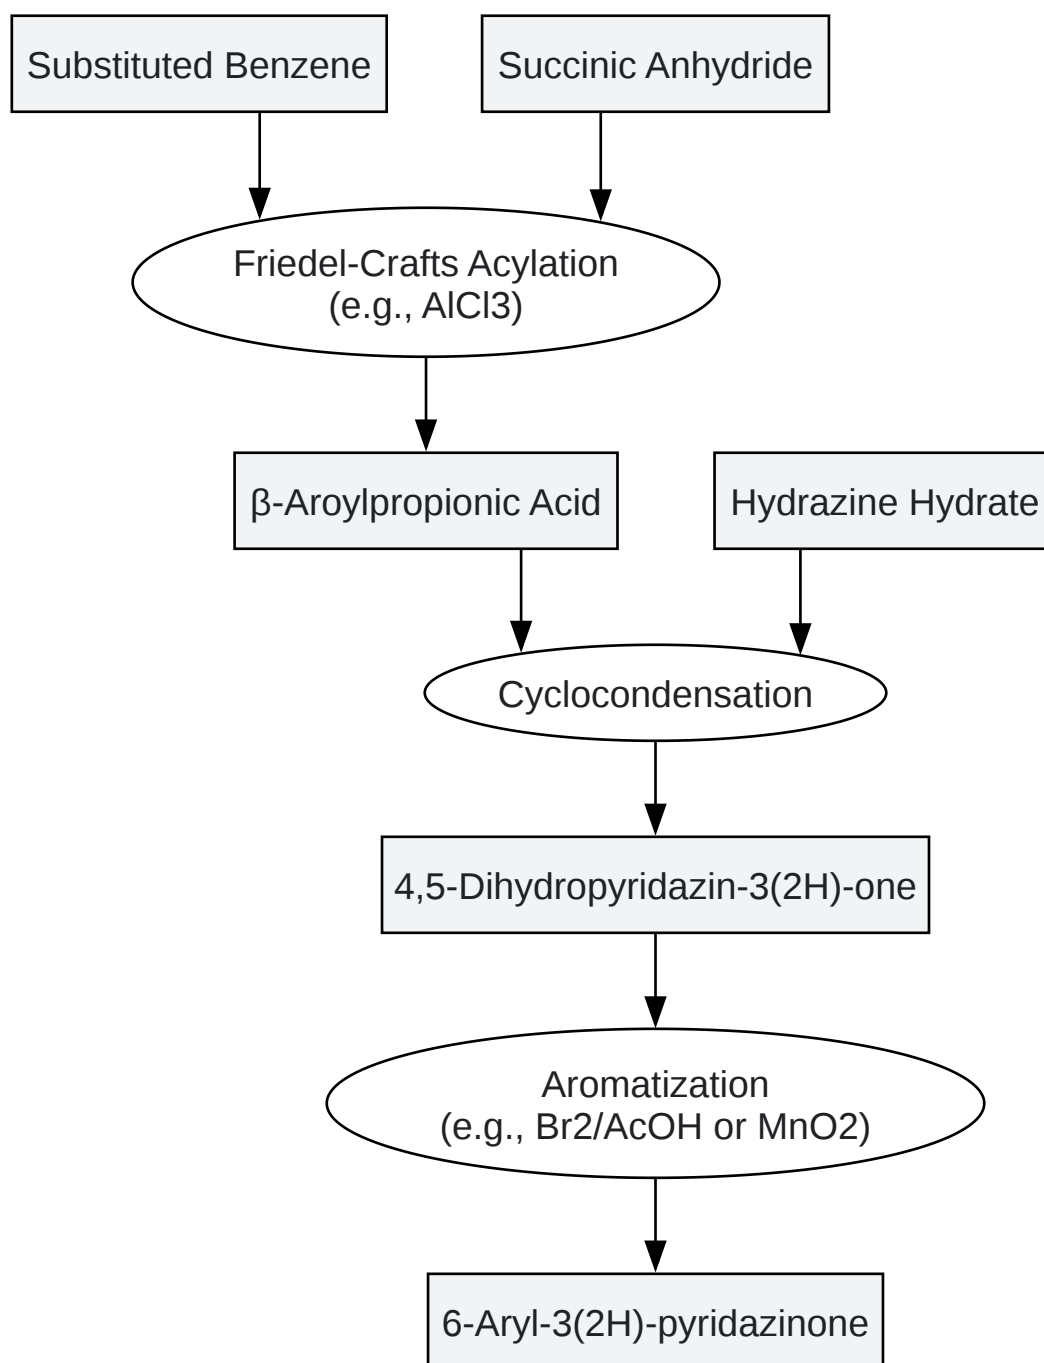 Substituted Benzene
Succinic Anhydride
Friedel-Crafts Acylation
(e.g., AlCl3)
β-Aroylpropionic Acid
Hydrazine Hydrate
Cyclocondensation
4,5-Dihydropyridazin-3(2H)-one
Aromatization
(e.g., Br2/AcOH or MnO2)
6-Aryl-3(2H)-pyridazinone